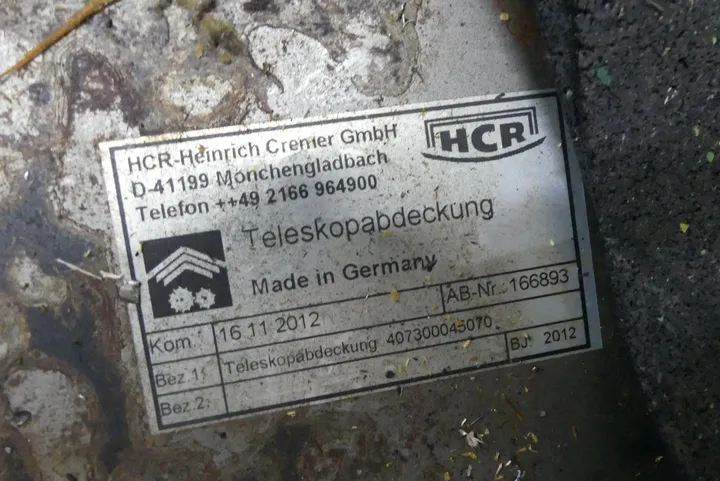 HCR-Heinrich Cremer GmbH
D-41199 Mönchengladbach
Telefon ++49 2166 964900
HCR
Teleskopabdeckung
Made in Germany
Kom.: 16.11.2012 AB-Nr.: 166893
Bez.1: Teleskopabdeckung 407300045070
Bez.2: BJ. 2012